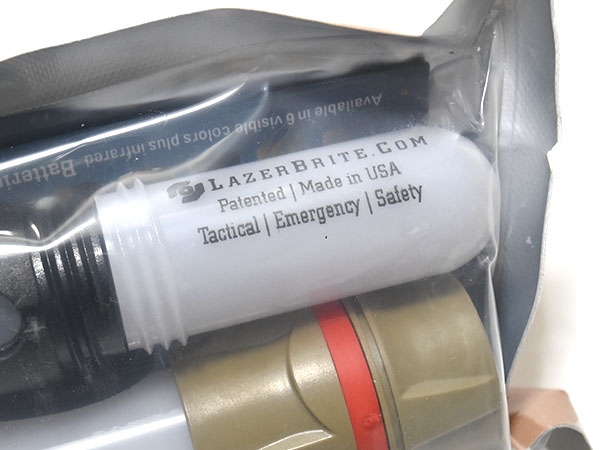 LazerBrite.Com
Patented | Made in USA
Tactical | Emergency | Safety
Available in 6 visible colors plus infrared